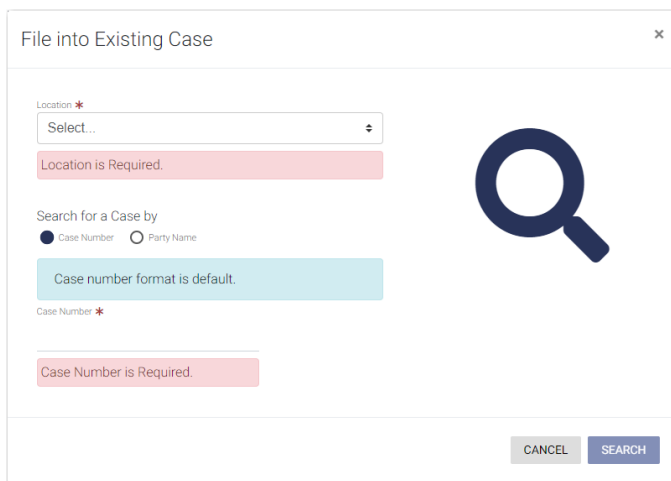 File into Existing Case
×
Location *
Select...
Location is Required.
Search for a Case by
Case Number Party Name
Case number format is default.
Case Number *
Case Number is Required.
CANCEL SEARCH